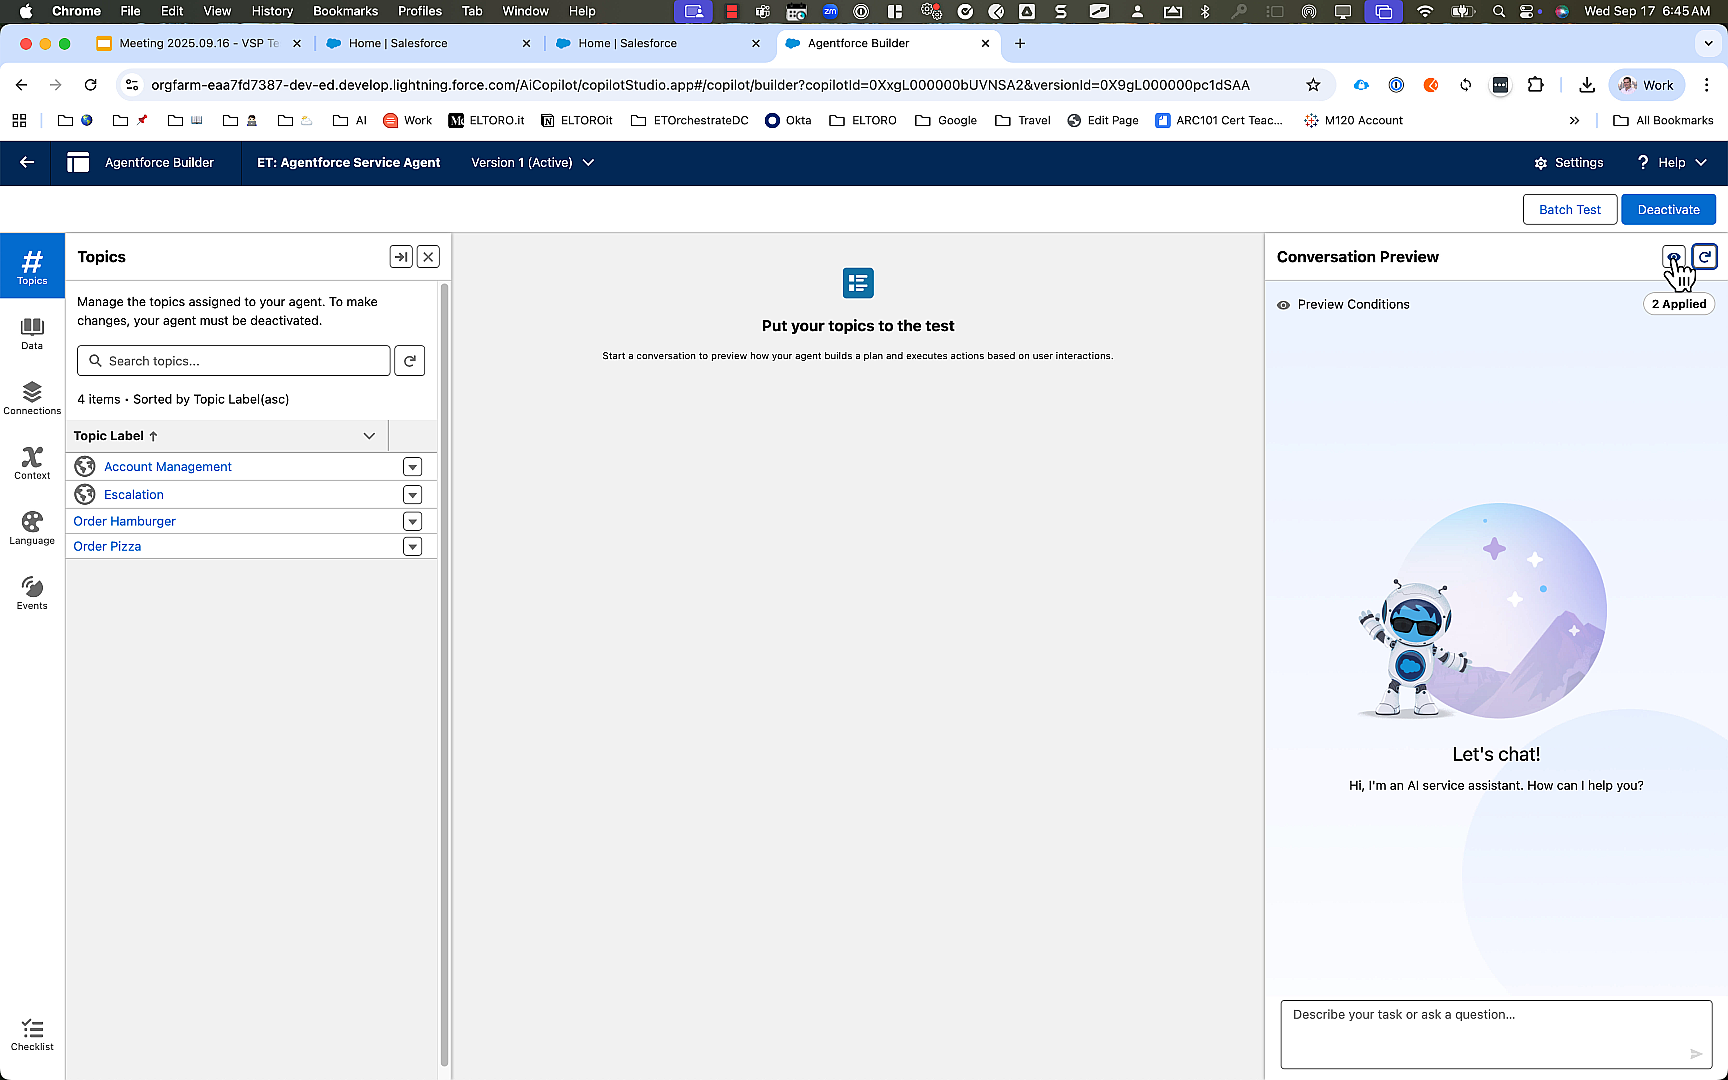 Chrome File Edit View History Bookmarks Profiles Tab Window Help Wed Sep 17 6:45 AM
Meeting 2025.09.16 - VSP Te Home | Salesforce Home | Salesforce Agentforce Builder
orgfarm-eaa7fd7387-dev-ed.develop.lightning.force.com/AiCopilot/copilotStudio.app#/copilot/builder?copilotId=0XxgL000000bUVNSA2&versionId=0X9gL000000pc1dSAA Work
AI Work ELTORO.it ELTOROit ETOrchestrateDC Okta ELTORO Google Travel Edit Page ARC101 Cert Teac... M120 Account >> All Bookmarks
Agentforce Builder ET: Agentforce Service Agent Version 1 (Active) Settings ? Help
Batch Test Deactivate
# Topics
Data
Connections
Context
Language
Events
Checklist
Topics
Manage the topics assigned to your agent. To make
changes, your agent must be deactivated.
Search topics...
4 items • Sorted by Topic Label(asc)
Topic Label ↑
Account Management
Escalation
Order Hamburger
Order Pizza
Put your topics to the test
Start a conversation to preview how your agent builds a plan and executes actions based on user interactions.
Conversation Preview
Preview Conditions 2 Applied
Let's chat!
Hi, I'm an AI service assistant. How can I help you?
Describe your task or ask a question...